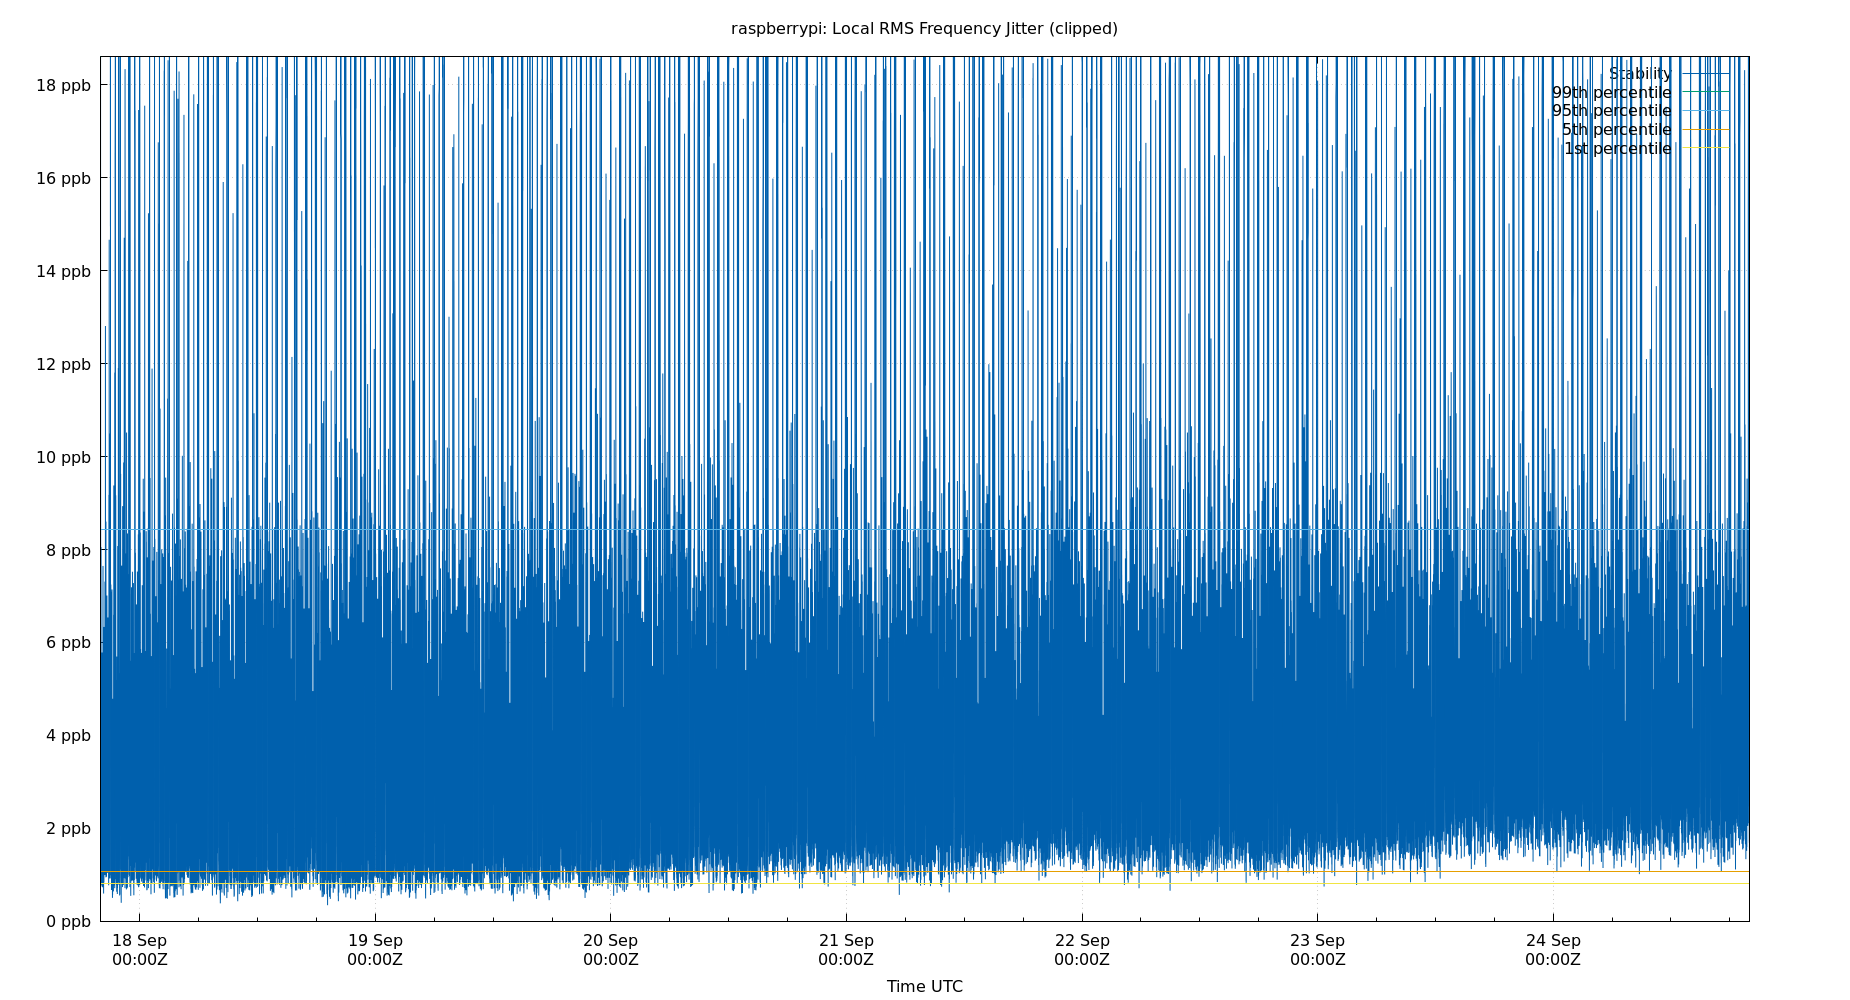 raspberrypi: Local RMS Frequency Jitter (clipped)
18 ppb
16 ppb
14 ppb
12 ppb
10 ppb
8 ppb
6 ppb
4 ppb
2 ppb
0 ppb
Stability
99th percentile
95th percentile
5th percentile
1st percentile
18 Sep 19 Sep 20 Sep 21 Sep 22 Sep 23 Sep 24 Sep
00:00Z 00:00Z 00:00Z 00:00Z 00:00Z 00:00Z 00:00Z
Time UTC